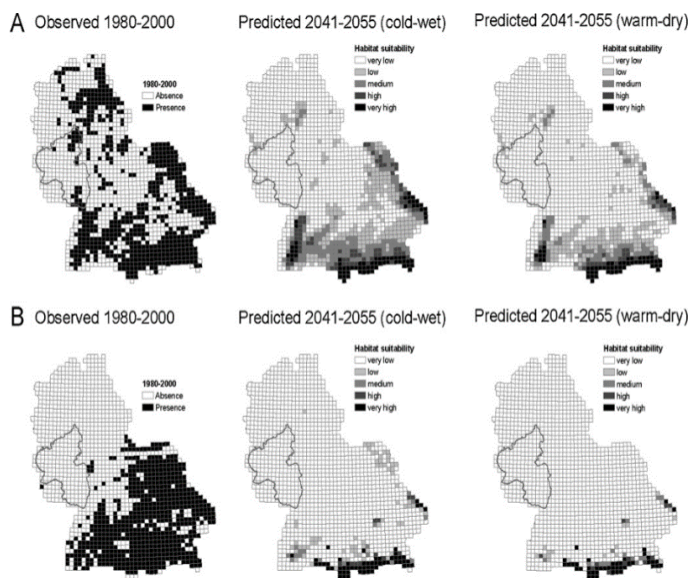 A Observed 1980-2000 Predicted 2041-2055 (cold-wet) Predicted 2041-2055 (warm-dry)
1980-2000
Absence
Presence
Habitat suitability
very low
low
medium
high
very high
Habitat suitability
very low
low
medium
high
very high
B Observed 1980-2000 Predicted 2041-2055 (cold-wet) Predicted 2041-2055 (warm-dry)
1980-2000
Absence
Presence
Habitat suitability
very low
low
medium
high
very high
Habitat suitability
very low
low
medium
high
very high